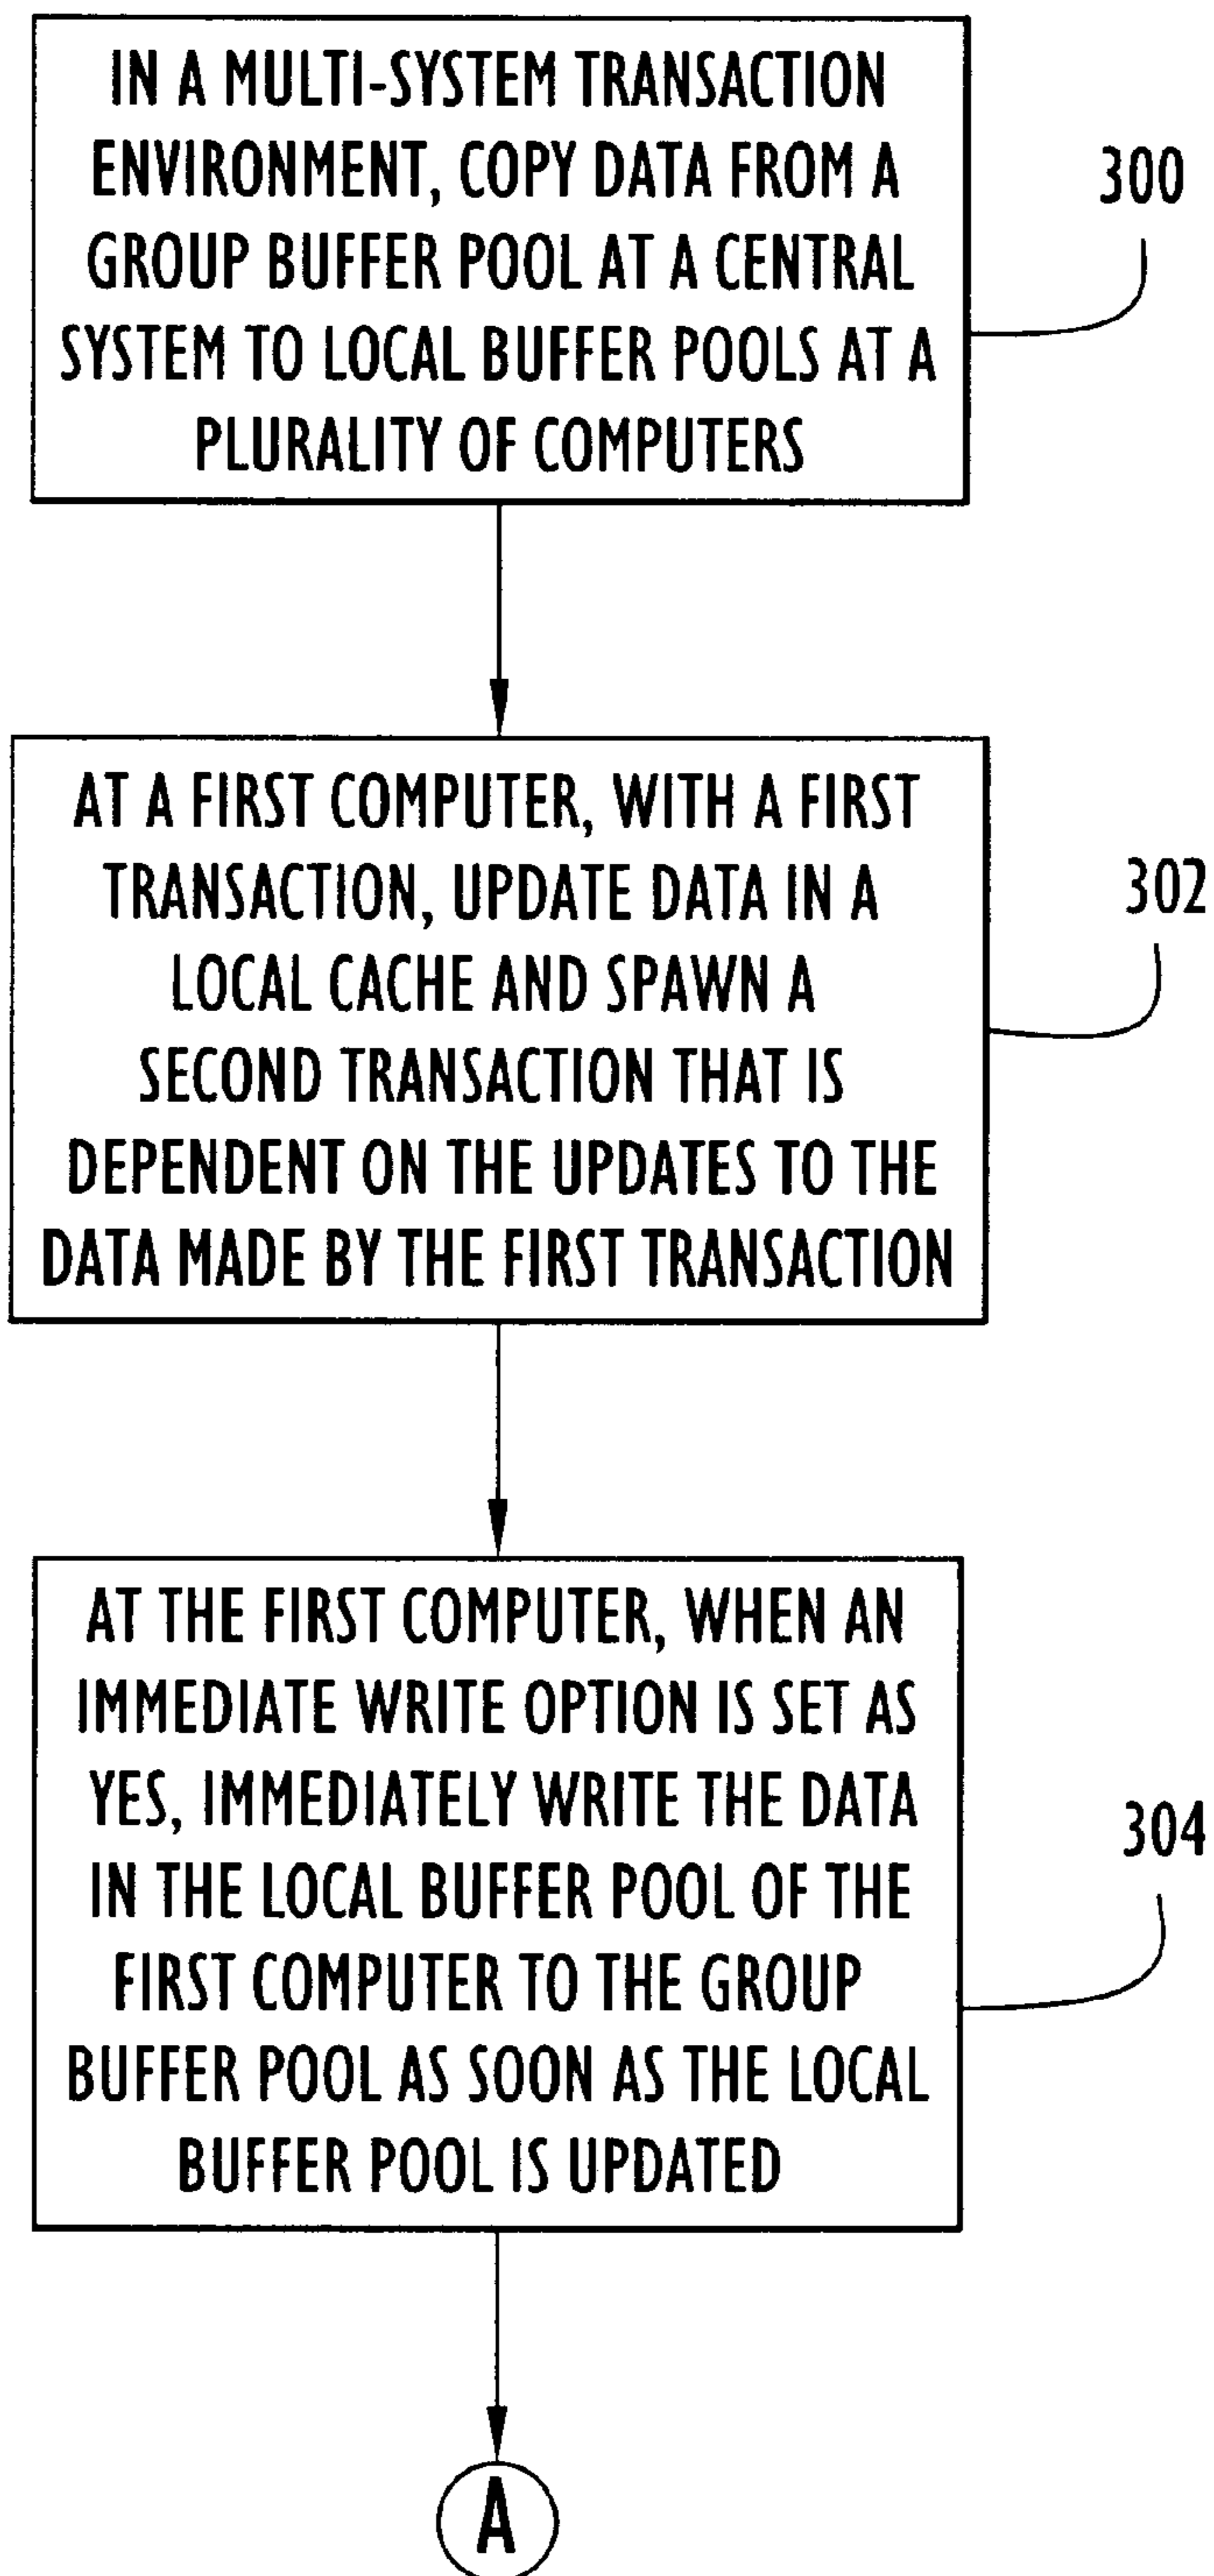 IN A MULTI-SYSTEM TRANSACTION
ENVIRONMENT, COPY DATA FROM A
GROUP BUFFER POOL AT A CENTRAL
SYSTEM TO LOCAL BUFFER POOLS AT A
PLURALITY OF COMPUTERS
300
AT A FIRST COMPUTER, WITH A FIRST
TRANSACTION, UPDATE DATA IN A
LOCAL CACHE AND SPAWN A
SECOND TRANSACTION THAT IS
DEPENDENT ON THE UPDATES TO THE
DATA MADE BY THE FIRST TRANSACTION
302
AT THE FIRST COMPUTER, WHEN AN
IMMEDIATE WRITE OPTION IS SET AS
YES, IMMEDIATELY WRITE THE DATA
IN THE LOCAL BUFFER POOL OF THE
FIRST COMPUTER TO THE GROUP
BUFFER POOL AS SOON AS THE LOCAL
BUFFER POOL IS UPDATED
304
A